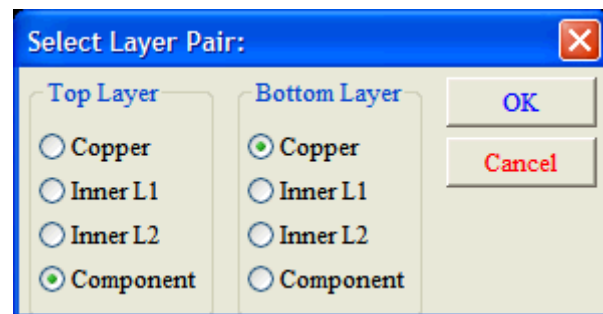 Select Layer Pair:
Top Layer
Copper
Inner L1
Inner L2
Component
Bottom Layer
Copper
Inner L1
Inner L2
Component
OK
Cancel